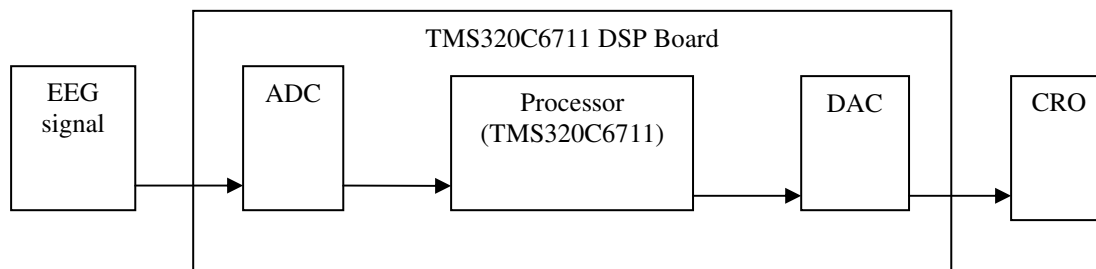 TMS320C6711 DSP Board
EEG
signal
ADC
Processor
(TMS320C6711)
DAC
CRO